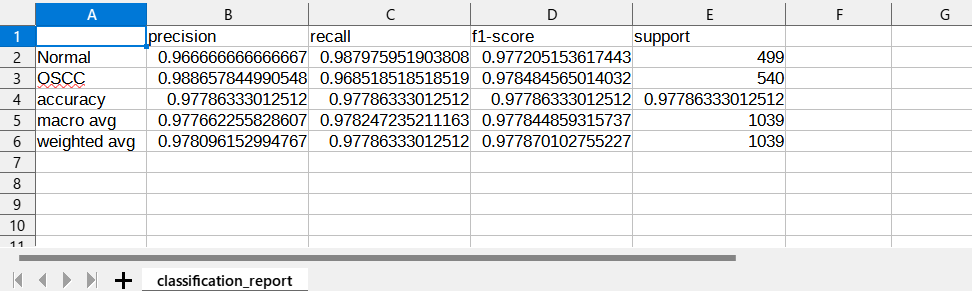 A B C D E F G
1 precision recall f1-score support
2 Normal 0.966666666666667 0.987975951903808 0.977205153617443 499
3 OSCC 0.988657844990548 0.968518518518519 0.978484565014032 540
4 accuracy 0.97786333012512 0.97786333012512 0.97786333012512 0.97786333012512
5 macro avg 0.977662255828607 0.978247235211163 0.977844859315737 1039
6 weighted avg 0.978096152994767 0.97786333012512 0.977870102755227 1039
7
8
9
10
11
classification_report